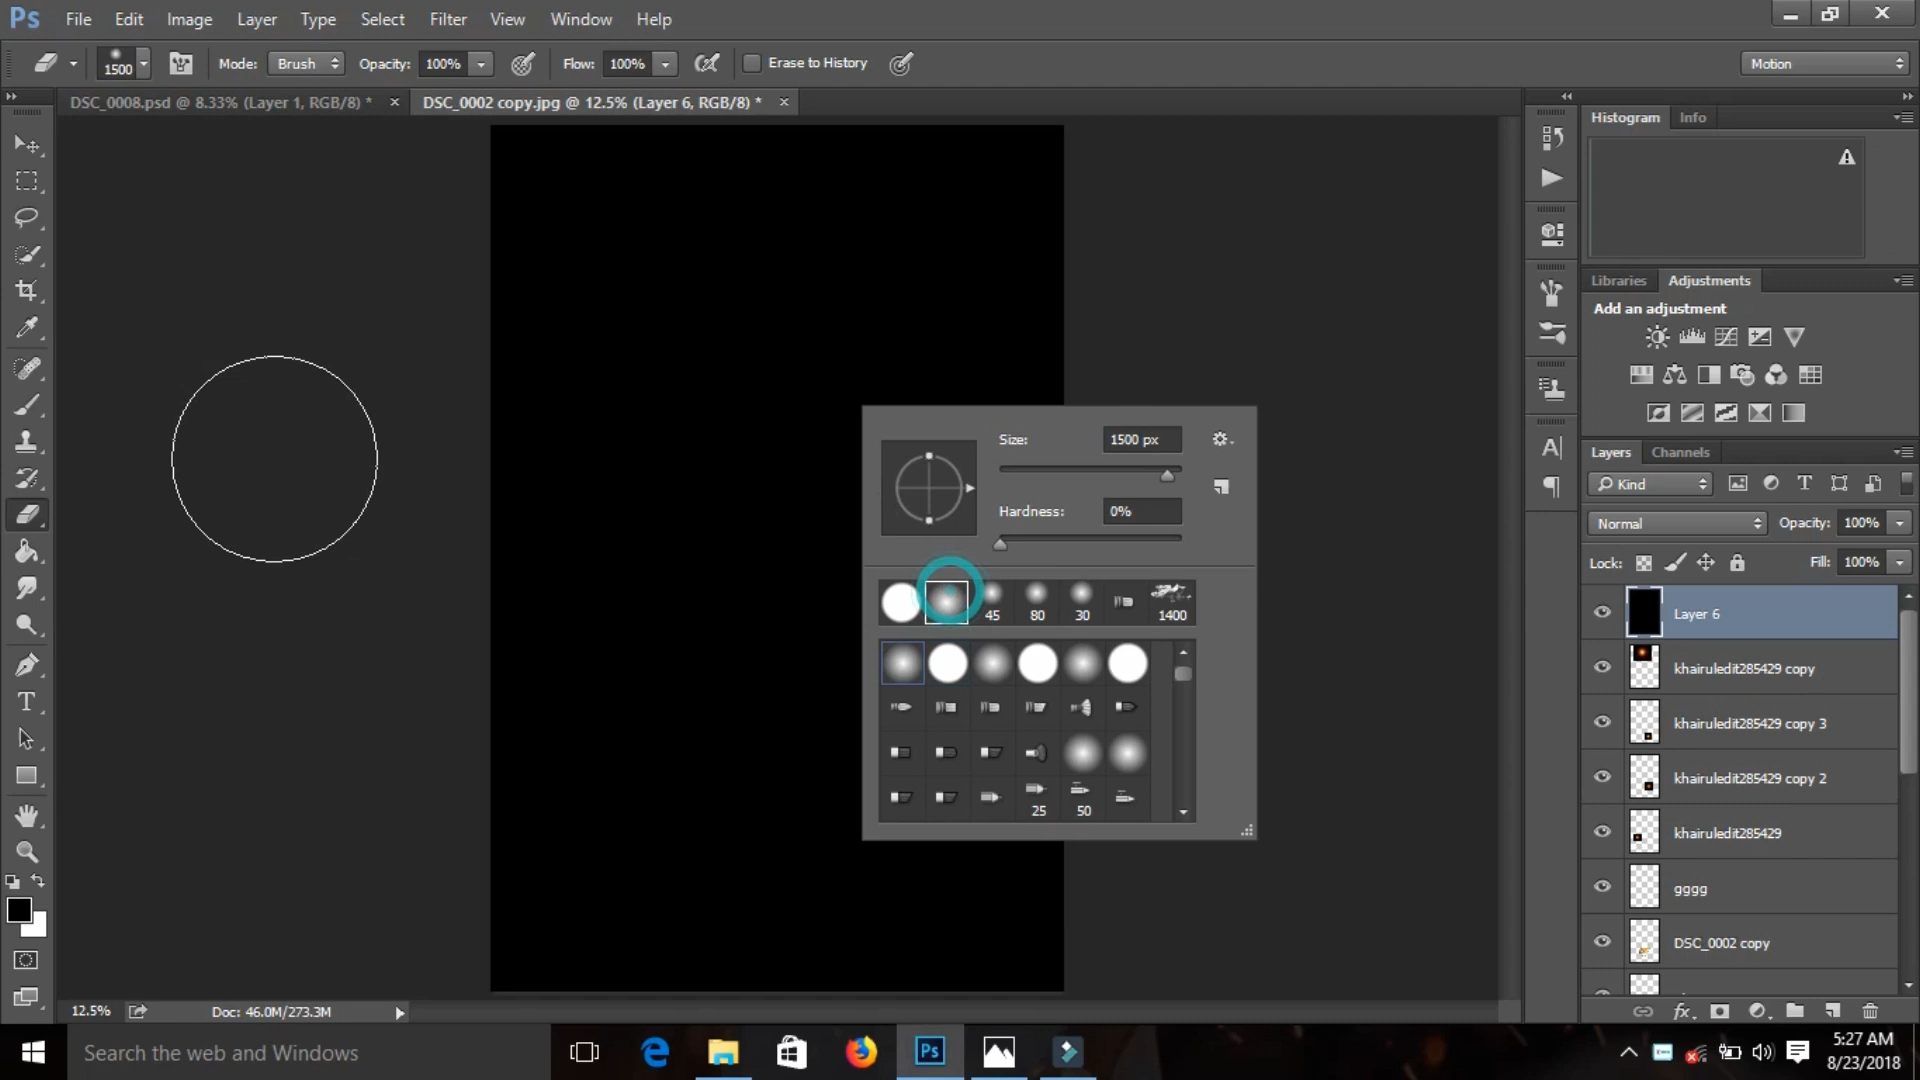 Ps File Edit Image Layer Type Select Filter View Window Help
1500 Mode: Brush Opacity: 100% Flow: 100% Erase to History Motion
DSC_0008.psd @ 8.33% (Layer 1, RGB/8) * × DSC_0002 copy.jpg @ 12.5% (Layer 6, RGB/8) * ×
Histogram Info
Libraries Adjustments
Add an adjustment
Size: 1500 px
Hardness: 0%
45 80 30 1400
25 50
Layers Channels
Kind
Normal Opacity: 100%
Lock: Fill: 100%
Layer 6
khairuledit285429 copy
khairuledit285429 copy 3
khairuledit285429 copy 2
khairuledit285429
gggg
DSC_0002 copy
12.5% Doc: 46.0M/273.3M
Search the web and Windows
Ps
5:27 AM
8/23/2018